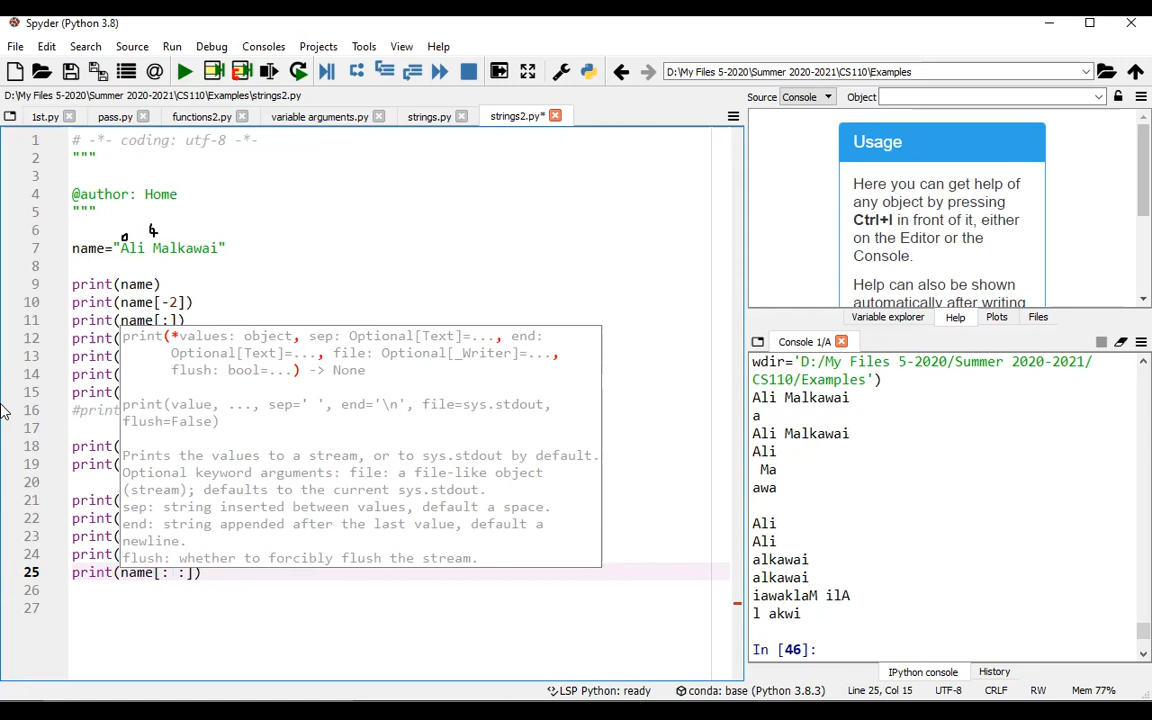 Spyder (Python 3.8)
File Edit Search Source Run Debug Consoles Projects Tools View Help
D:\My Files 5-2020\Summer 2020-2021\CS110\Examples
D:\My Files 5-2020\Summer 2020-2021\CS110\Examples\strings2.py
Source Console Object
1st.py pass.py functions2.py variable arguments.py strings.py strings2.py*
1 # -*- coding: utf-8 -*-
2 """
3
4 @author: Home
5 """
6
7 name="Ali Malkawai"
8
9 print(name)
10 print(name[-2])
11 print(name[:])
12 print(
13 print(
14 print(
15 print(
16 #print
17
18 print(
19 print(
20
21 print(
22 print(
23 print(
24 print(
25 print(name[: :])
26
27
print(*values: object, sep: Optional[Text]=..., end:
Optional[Text]=..., file: Optional[_Writer]=...,
flush: bool=...) -> None
print(value, ..., sep=' ', end='\n', file=sys.stdout,
flush=False)
Prints the values to a stream, or to sys.stdout by default.
Optional keyword arguments: file: a file-like object
(stream); defaults to the current sys.stdout.
sep: string inserted between values, default a space.
end: string appended after the last value, default a
newline.
flush: whether to forcibly flush the stream.
Usage
Here you can get help of
any object by pressing
Ctrl+I in front of it, either
on the Editor or the
Console.
Help can also be shown
automatically after writing
Variable explorer Help Plots Files
Console 1/A
wdir='D:/My Files 5-2020/Summer 2020-2021/
CS110/Examples')
Ali Malkawai
a
Ali Malkawai
Ali
Ma
awa
Ali
Ali
alkawai
alkawai
iawaklaM ilA
l akwi
In [46]:
IPython console History
LSP Python: ready conda: base (Python 3.8.3) Line 25, Col 15 UTF-8 CRLF RW Mem 77%